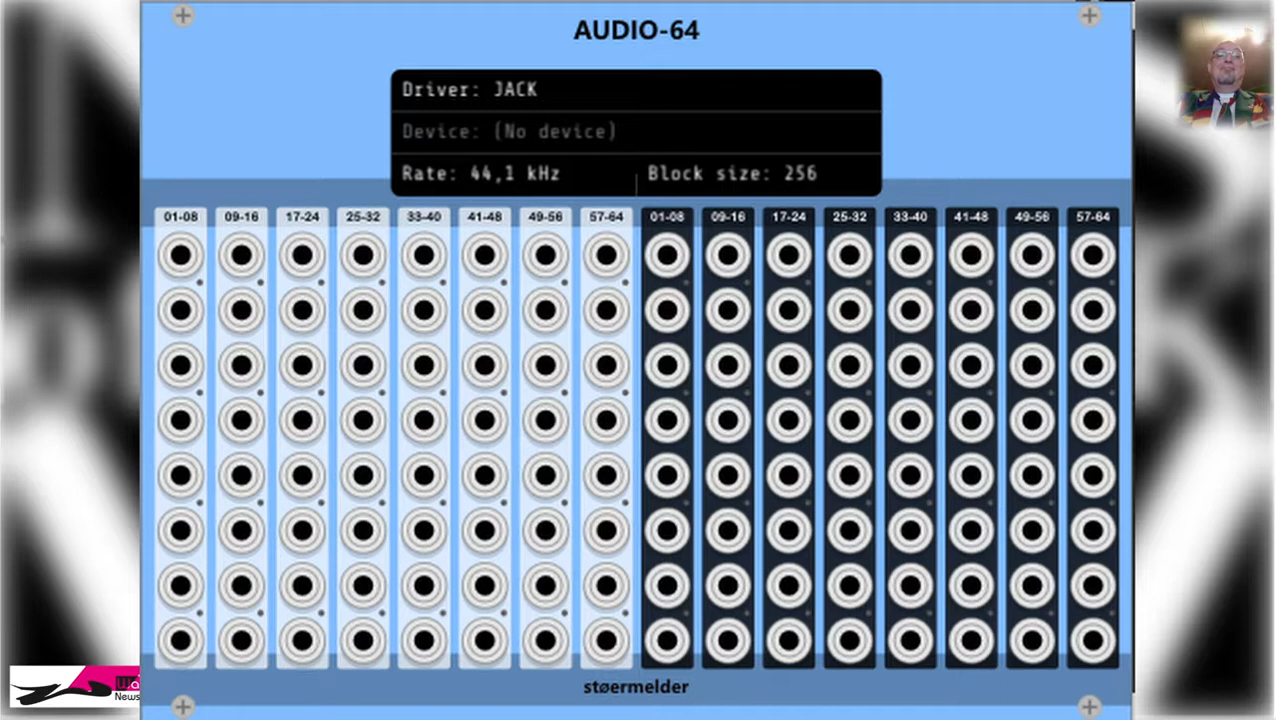 AUDIO-64
Driver: JACK
Device: (No device)
Rate: 44,1 kHz Block size: 256
01-08 09-16 17-24 25-32 33-40 41-48 49-56 57-64 01-08 09-16 17-24 25-32 33-40 41-48 49-56 57-64
støermelder
News